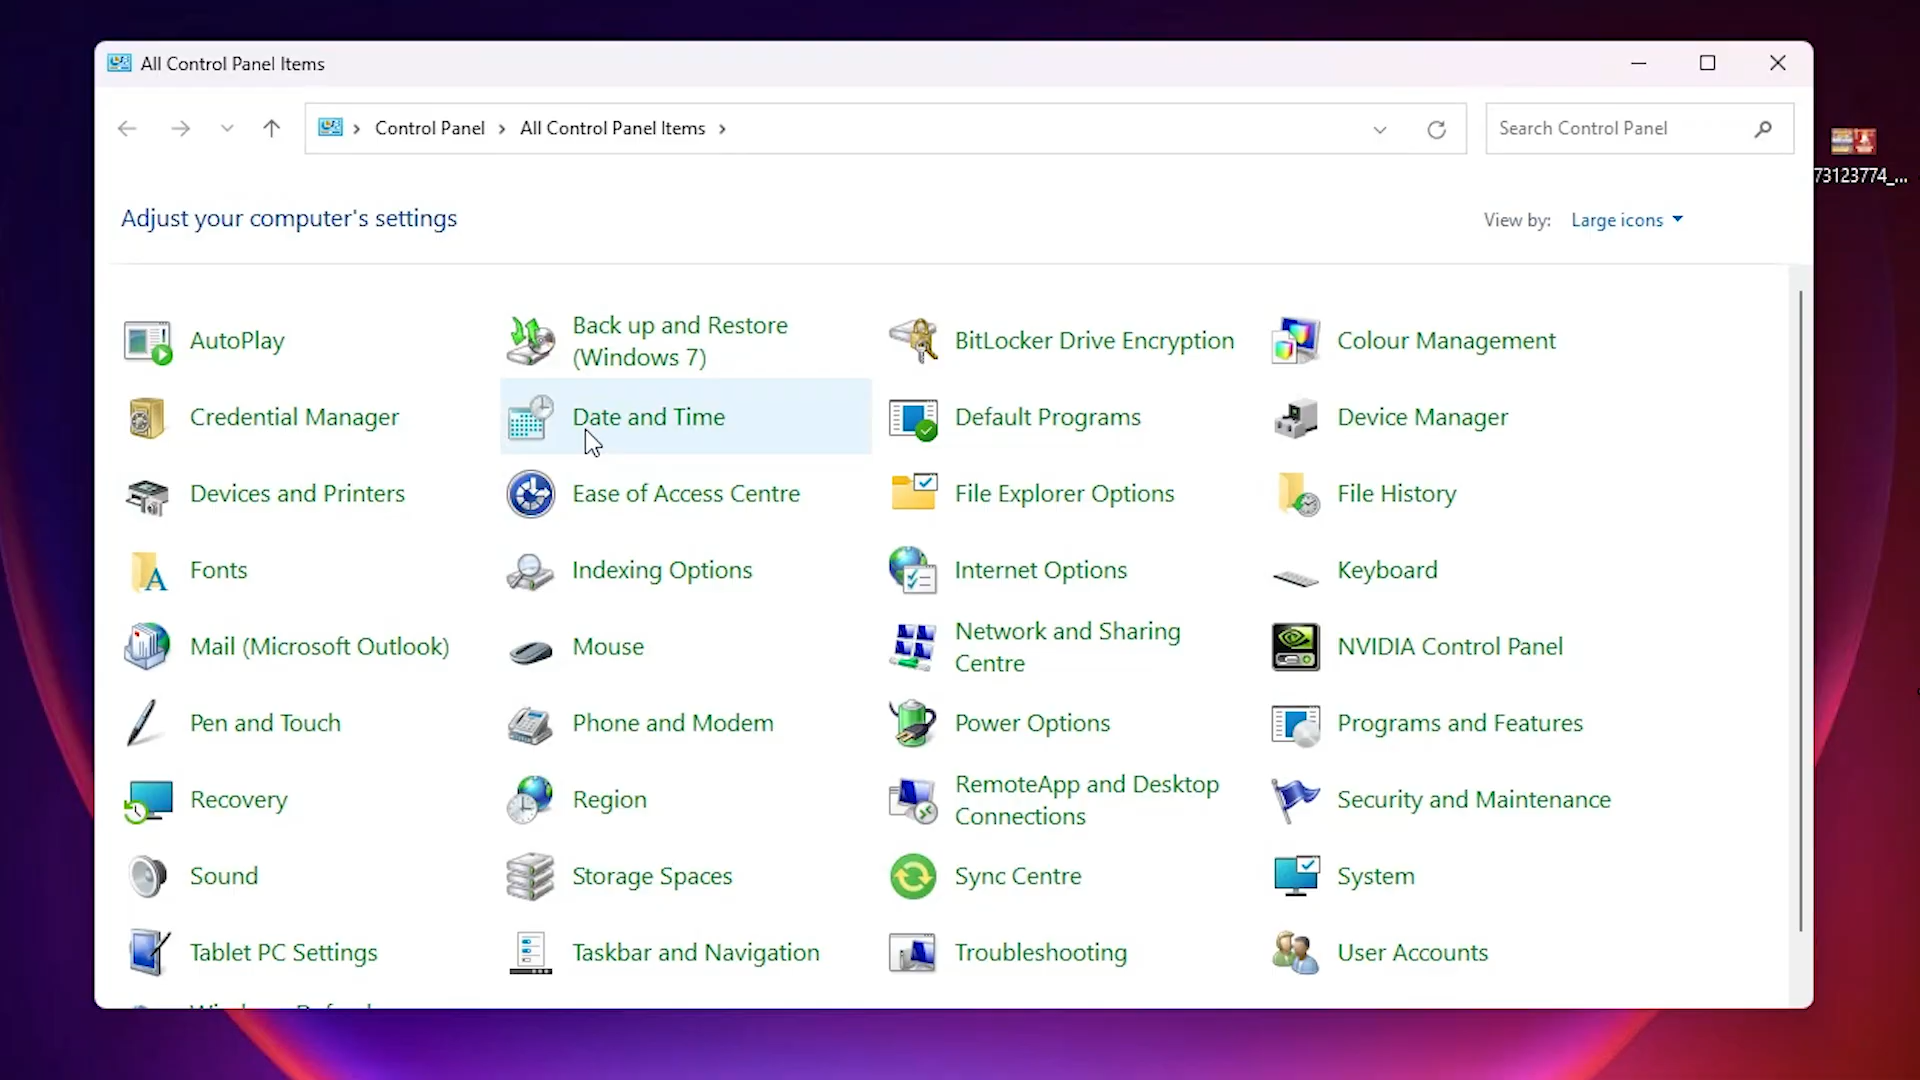 All Control Panel Items
Control Panel All Control Panel Items
Search Control Panel
73123774_...
Adjust your computer's settings
View by: Large icons
AutoPlay
Back up and Restore
(Windows 7)
BitLocker Drive Encryption
Colour Management
Credential Manager
Date and Time
Default Programs
Device Manager
Devices and Printers
Ease of Access Centre
File Explorer Options
File History
Fonts
Indexing Options
Internet Options
Keyboard
Mail (Microsoft Outlook)
Mouse
Network and Sharing
Centre
NVIDIA Control Panel
Pen and Touch
Phone and Modem
Power Options
Programs and Features
Recovery
Region
RemoteApp and Desktop
Connections
Security and Maintenance
Sound
Storage Spaces
Sync Centre
System
Tablet PC Settings
Taskbar and Navigation
Troubleshooting
User Accounts